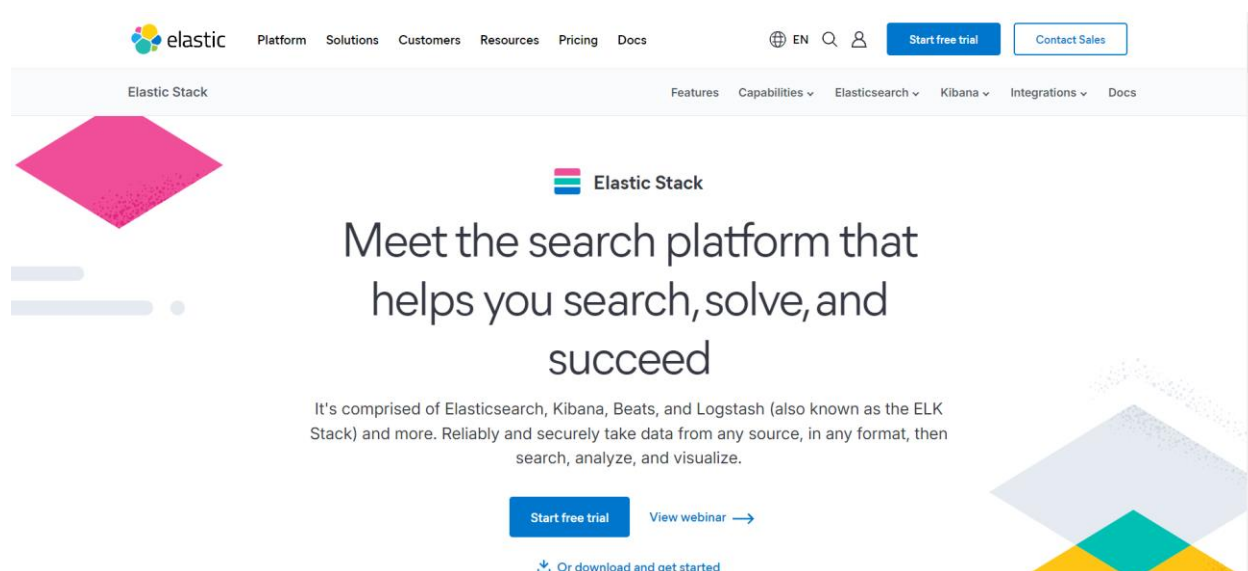 elastic Platform Solutions Customers Resources Pricing Docs EN Start free trial Contact Sales
Elastic Stack Features Capabilities Elasticsearch Kibana Integrations Docs
Elastic Stack
Meet the search platform that
helps you search, solve, and
succeed
It's comprised of Elasticsearch, Kibana, Beats, and Logstash (also known as the ELK
Stack) and more. Reliably and securely take data from any source, in any format, then
search, analyze, and visualize.
Start free trial View webinar
Or download and get started